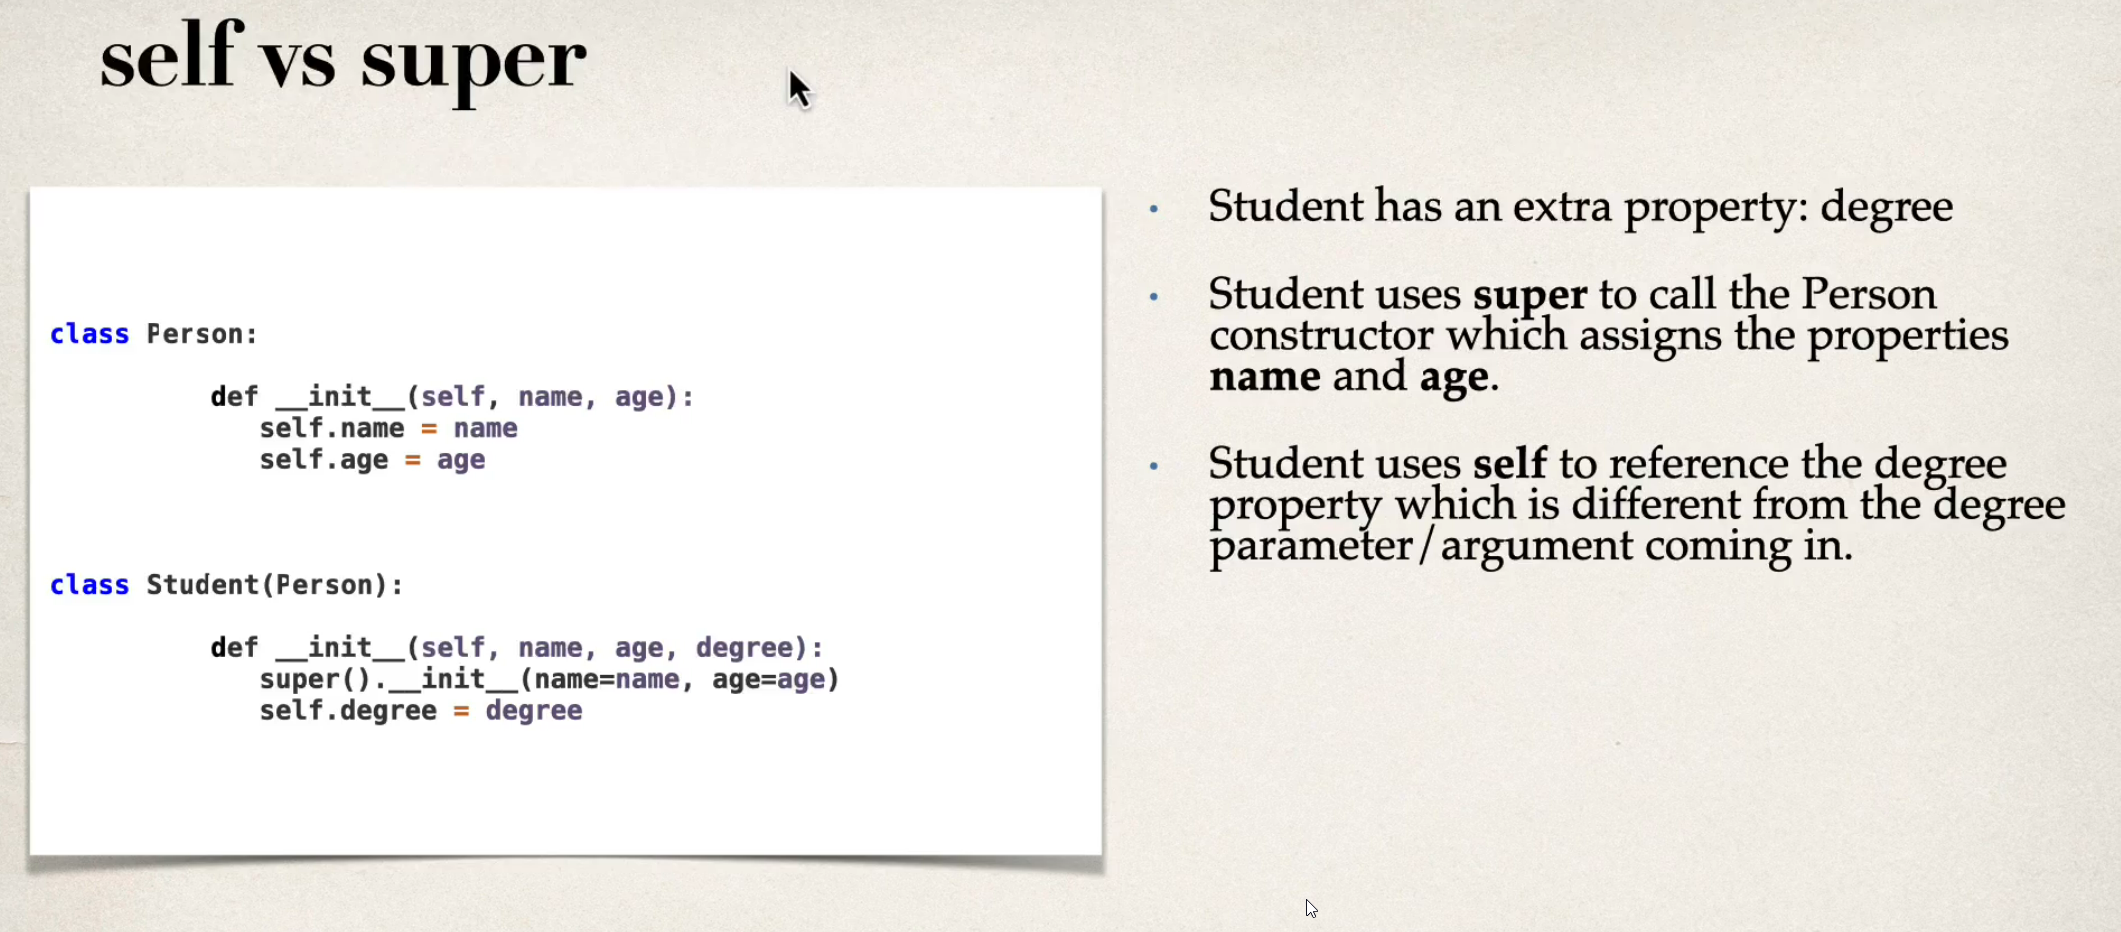 self vs super
class Person:
def __init__(self, name, age):
self.name = name
self.age = age
class Student(Person):
def __init__(self, name, age, degree):
super().__init__(name=name, age=age)
self.degree = degree
• Student has an extra property: degree
• Student uses super to call the Person
constructor which assigns the properties
name and age.
• Student uses self to reference the degree
property which is different from the degree
parameter/argument coming in.